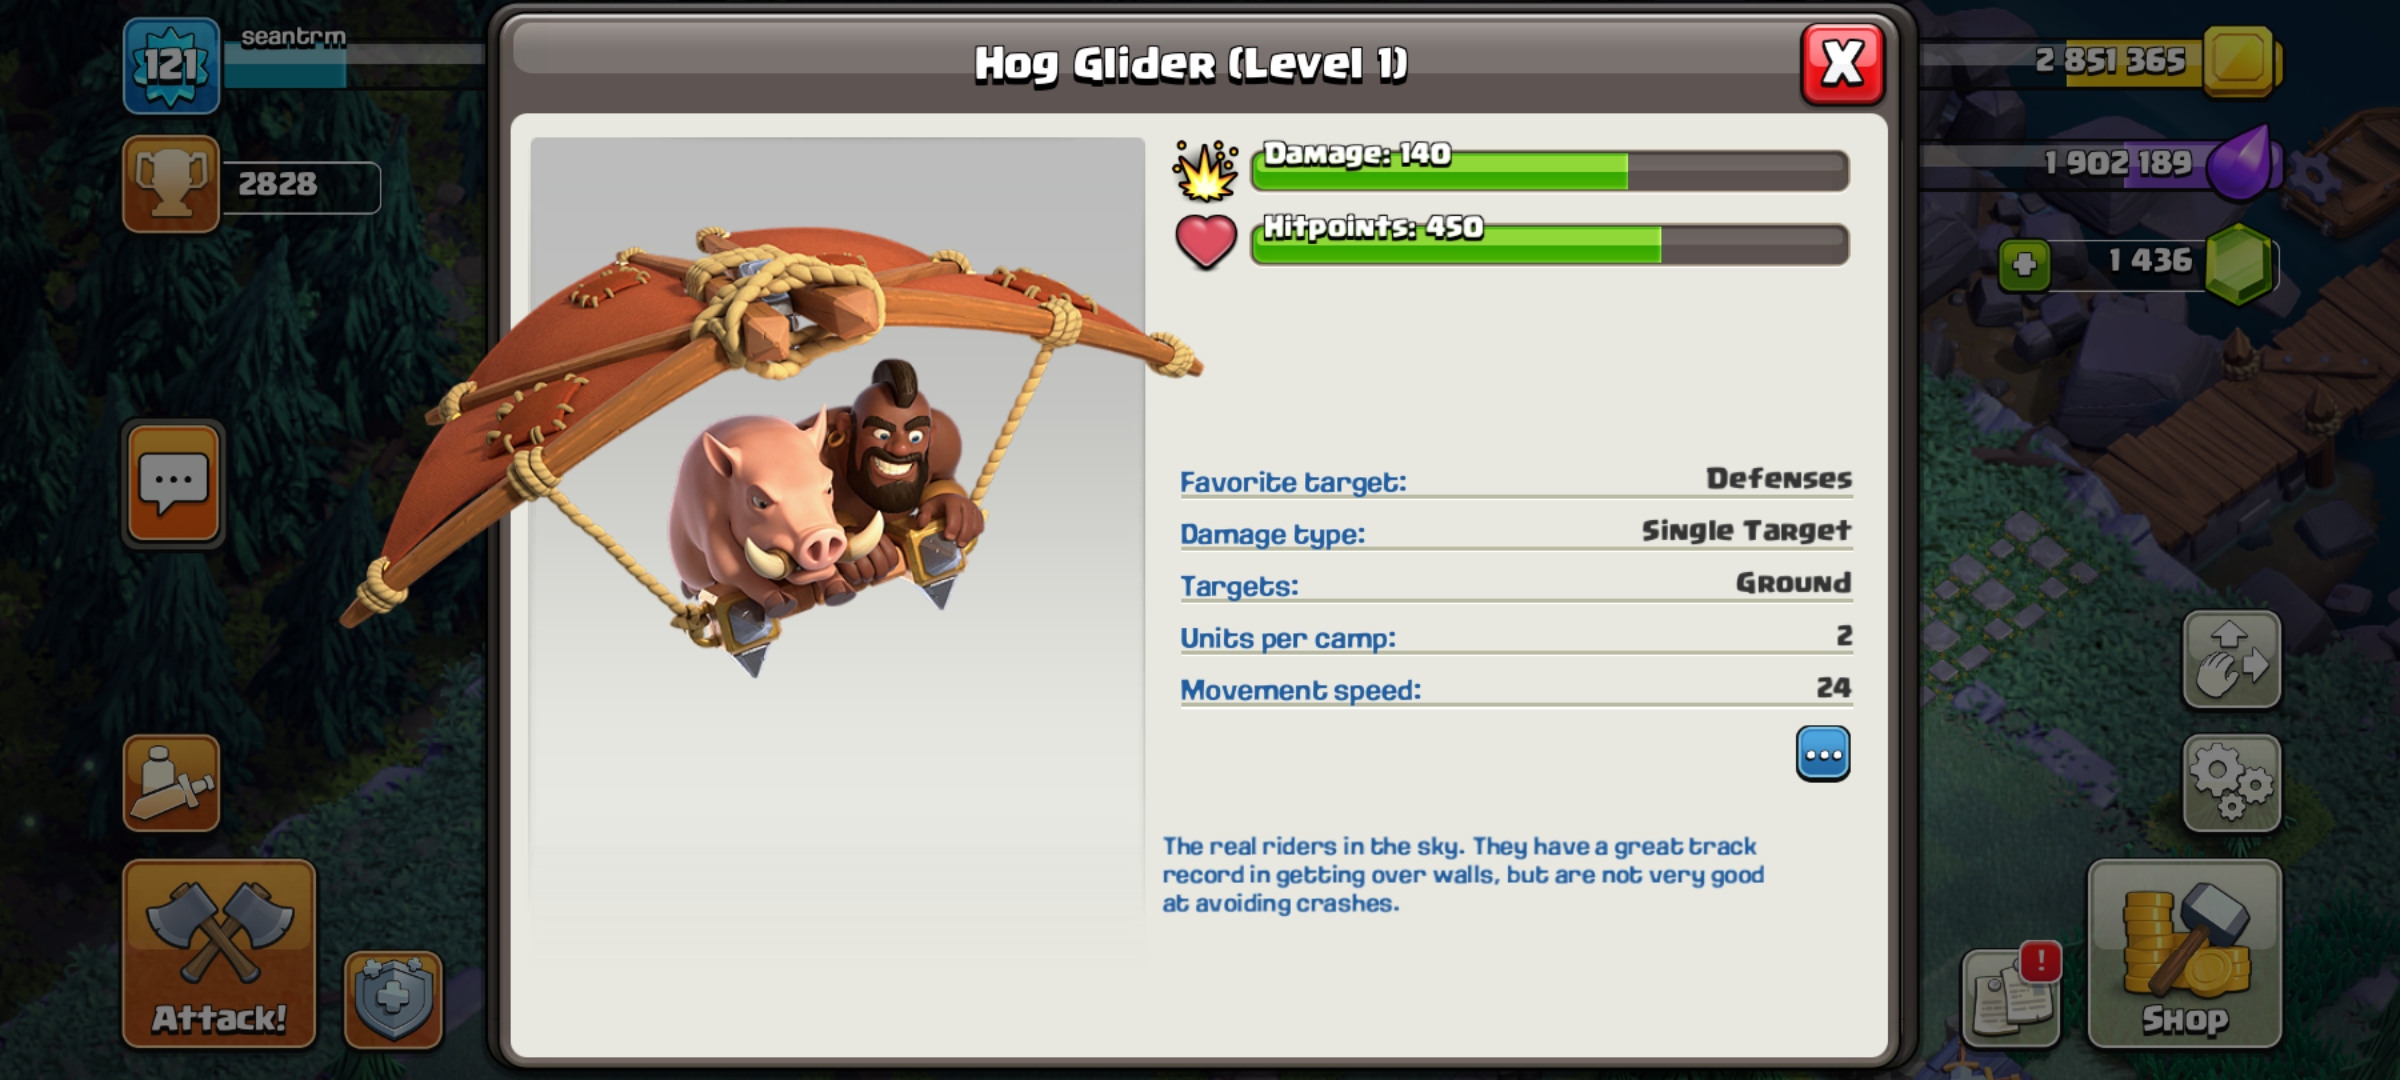 121
seantrm
2828
Hog Glider (Level 1)
X
2 851 365
1 902 189
1 436
Damage: 140
Hitpoints: 450
Favorite target: Defenses
Damage type: Single Target
Targets: Ground
Units per camp: 2
Movement speed: 24
The real riders in the sky. They have a great track
record in getting over walls, but are not very good
at avoiding crashes.
Attack!
!
Shop